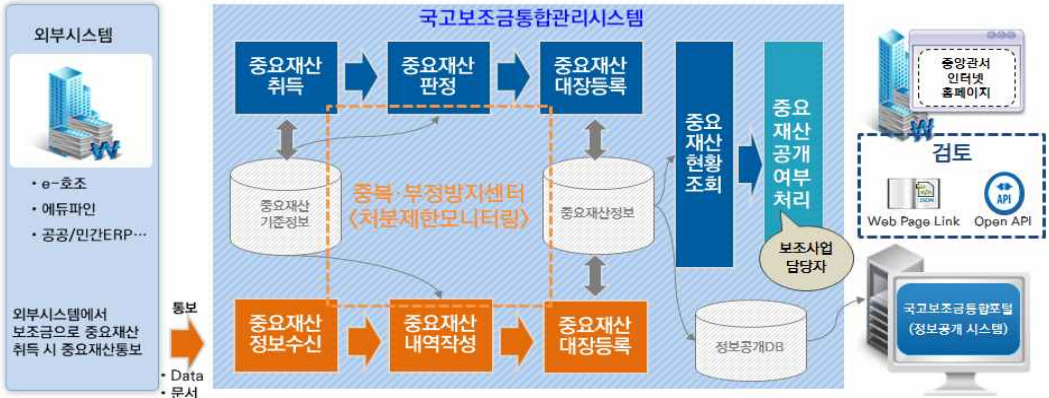 국고보조금통합관리시스템
외부시스템
• e-호조
• 에듀파인
• 공공/민간ERP…
외부시스템에서
보조금으로 중요재산
취득 시 중요재산통보
통보
• Data
• 문서
중요재산
취득
중요재산
판정
중요재산
대장등록
중요재산
기준정보
중복·부정방지센터
<처분제한모니터링>
중요재산정보
중요재산
정보수신
중요재산
내역작성
중요재산
대장등록
중요
재산
현황
조회
중요
재산
공개
여부
처리
보조사업
담당자
정보공개DB
중앙관서
인터넷
홈페이지
검토
JSON
API
Web Page Link
Open API
국고보조금통합포털
(정보공개 시스템)